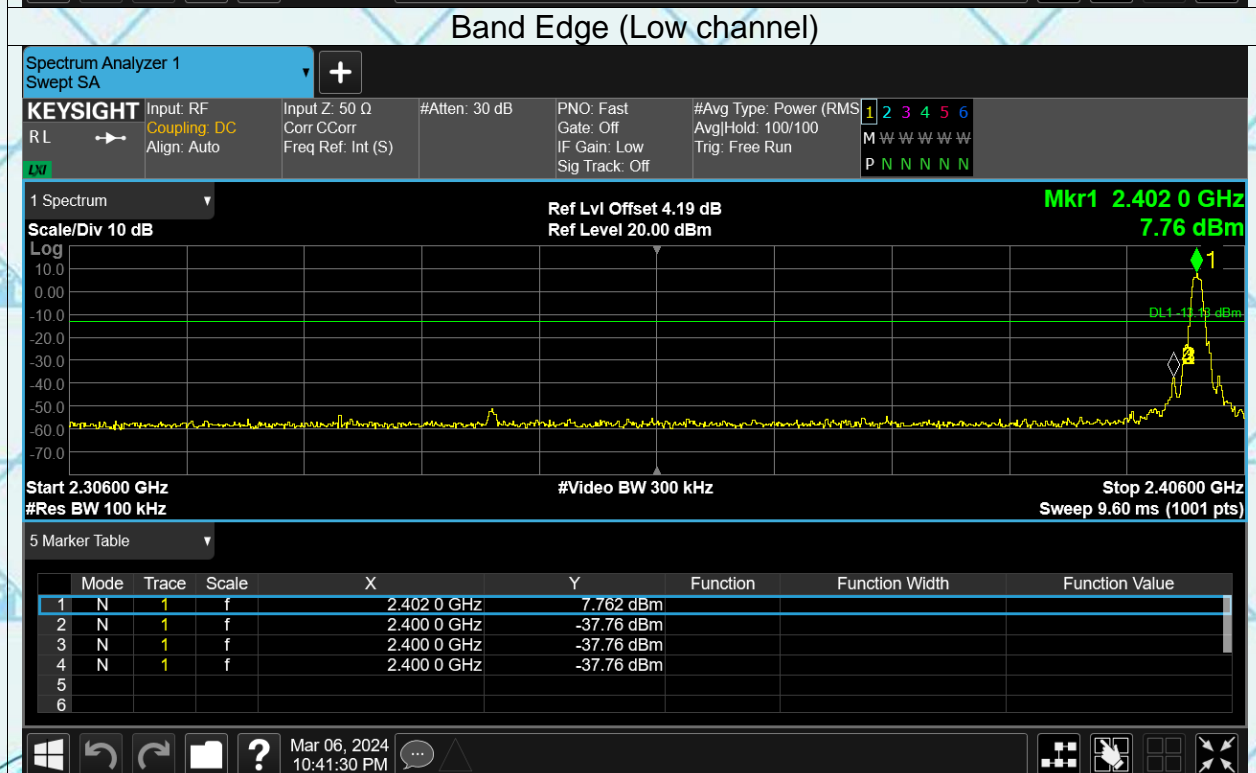 Band Edge (Low channel)
Spectrum Analyzer 1
Swept SA
+
KEYSIGHT Input: RF Input Z: 50 Ω #Atten: 30 dB PNO: Fast #Avg Type: Power (RMS 1 2 3 4 5 6
RL Coupling: DC Corr CCorr Gate: Off Avg|Hold: 100/100 M W W W W W
Align: Auto Freq Ref: Int (S) IF Gain: Low Trig: Free Run
LXI Sig Track: Off P N N N N N
1 Spectrum Ref Lvl Offset 4.19 dB Mkr1 2.402 0 GHz
Scale/Div 10 dB Ref Level 20.00 dBm 7.76 dBm
Log
1
10.0
0.00
-10.0 DL1 -13.13 dBm
-20.0
-30.0
-40.0
-50.0
-60.0
-70.0
Start 2.30600 GHz #Video BW 300 kHz Stop 2.40600 GHz
#Res BW 100 kHz Sweep 9.60 ms (1001 pts)
5 Marker Table
Mode Trace Scale X Y Function Function Width Function Value
1 N 1 f 2.402 0 GHz 7.762 dBm
2 N 1 f 2.400 0 GHz -37.76 dBm
3 N 1 f 2.400 0 GHz -37.76 dBm
4 N 1 f 2.400 0 GHz -37.76 dBm
5
6
? Mar 06, 2024
10:41:30 PM